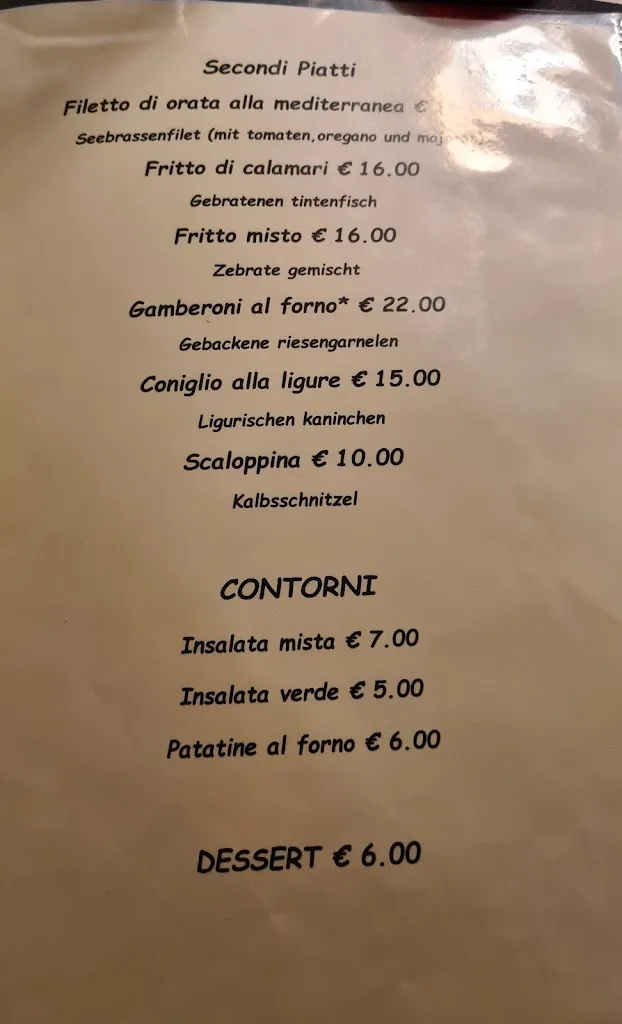 Secondi Piatti
Filetto di orata alla mediterranea €
Seebrassenfilet (mit tomaten,oregano und
Fritto di calamari € 16.00
Gebratenen tintenfisch
Fritto misto € 16.00
Zebrate gemischt
Gamberoni al forno* € 22.00
Gebackene riesengarnelen
Coniglio alla ligure € 15.00
Ligurischen kaninchen
Scaloppina € 10.00
Kalbsschnitzel
CONTORNI
Insalata mista € 7.00
Insalata verde € 5.00
Patatine al forno € 6.00
DESSERT € 6.00